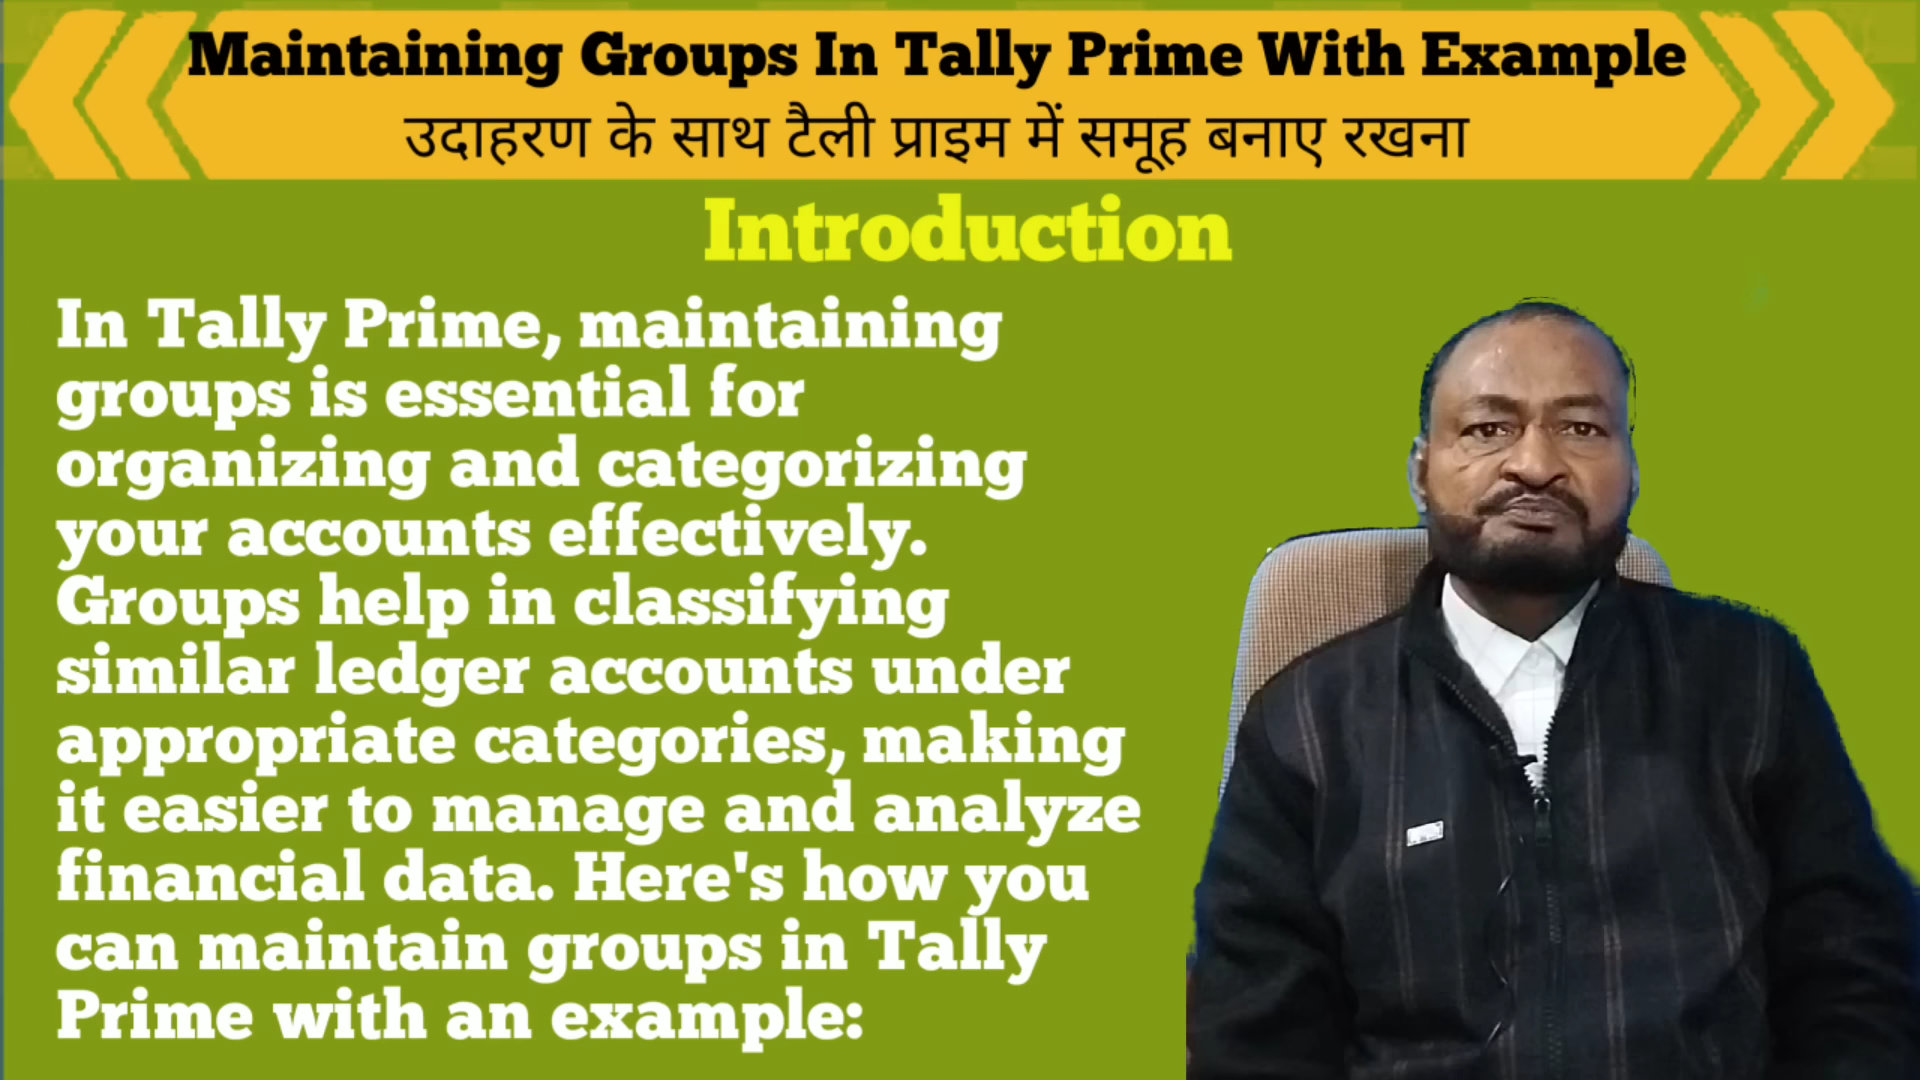 Maintaining Groups In Tally Prime With Example
उदाहरण के साथ टैली प्राइम में समूह बनाए रखना
Introduction
In Tally Prime, maintaining
groups is essential for
organizing and categorizing
your accounts effectively.
Groups help in classifying
similar ledger accounts under
appropriate categories, making
it easier to manage and analyze
financial data. Here's how you
can maintain groups in Tally
Prime with an example: